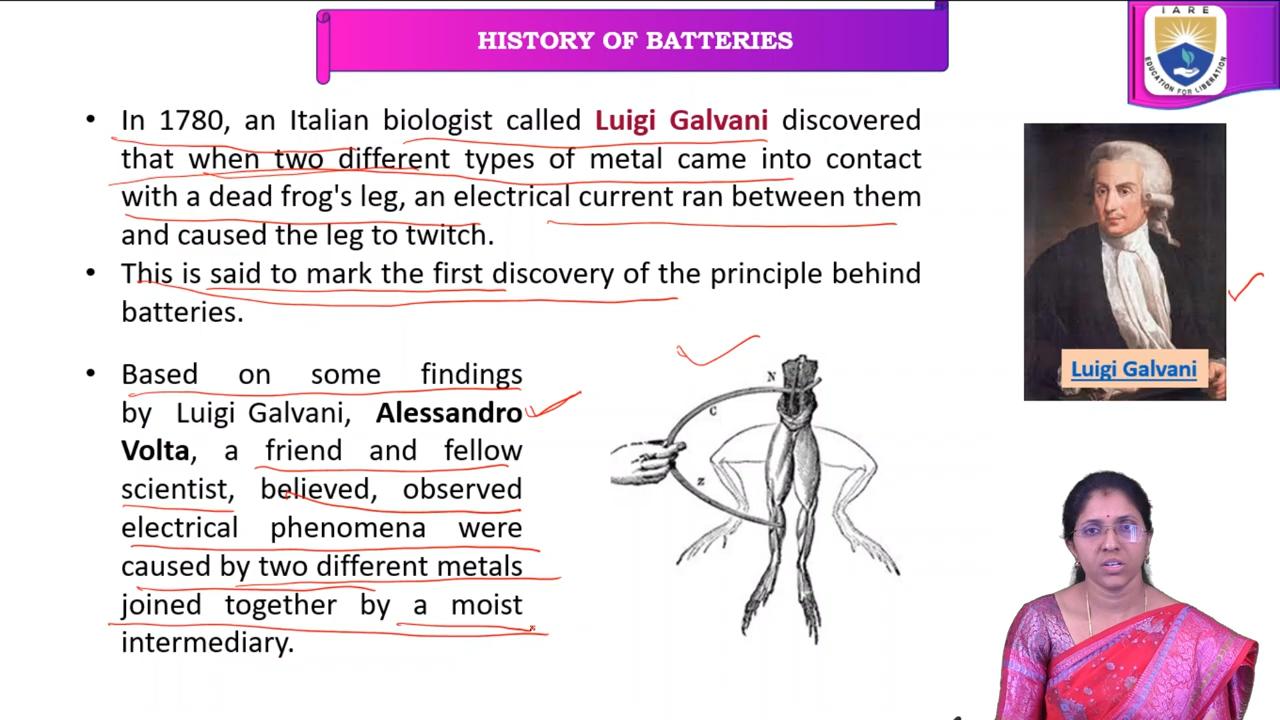 HISTORY OF BATTERIES
IARE
EDUCATION FOR LIBERATION
In 1780, an Italian biologist called Luigi Galvani discovered
that when two different types of metal came into contact
with a dead frog's leg, an electrical current ran between them
and caused the leg to twitch.
This is said to mark the first discovery of the principle behind
batteries.
Luigi Galvani
Based on some findings
by Luigi Galvani, Alessandro
Volta, a friend and fellow
scientist, believed, observed
electrical phenomena were
caused by two different metals
joined together by a moist
intermediary.
N
C
Z